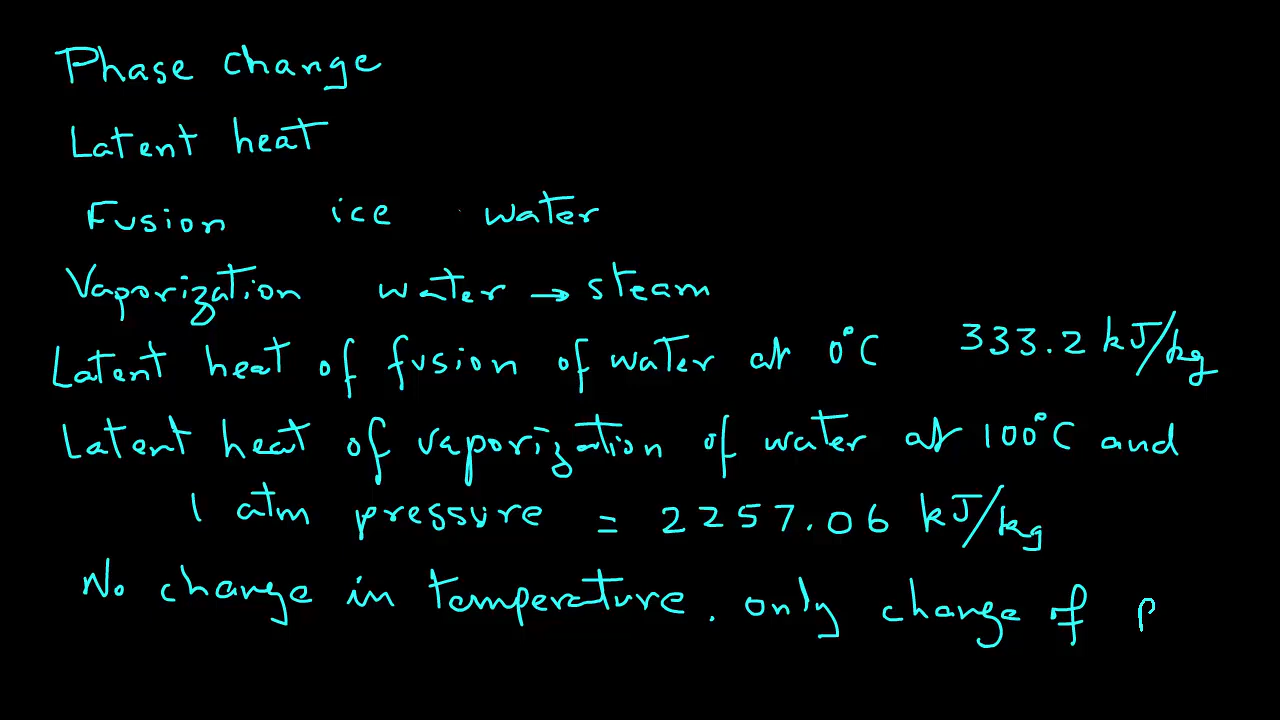 Phase change
Latent heat
Fusion ice water
Vaporization water → steam
Latent heat of fusion of water at 0°C 333.2 kJ/kg
Latent heat of vaporization of water at 100°C and
1 atm pressure = 2257.06 kJ/kg
No change in temperature. only change of P